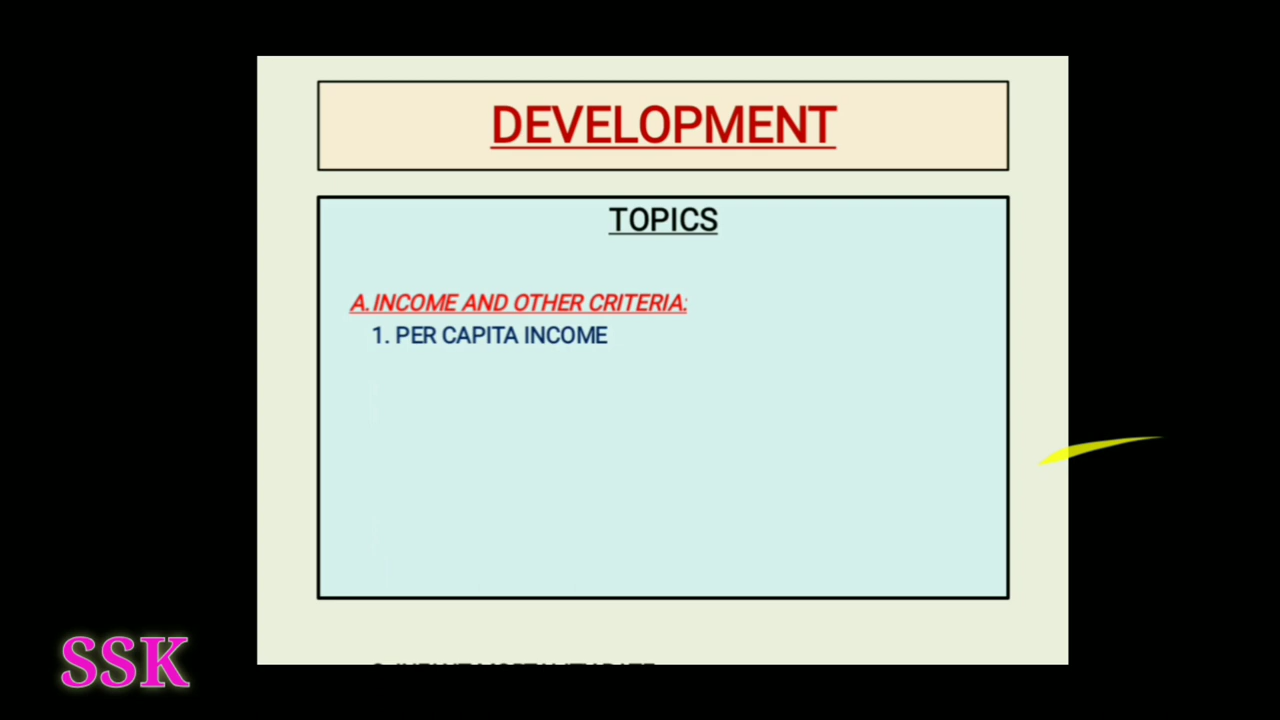 DEVELOPMENT
TOPICS
A. INCOME AND OTHER CRITERIA:
1. PER CAPITA INCOME
SSK